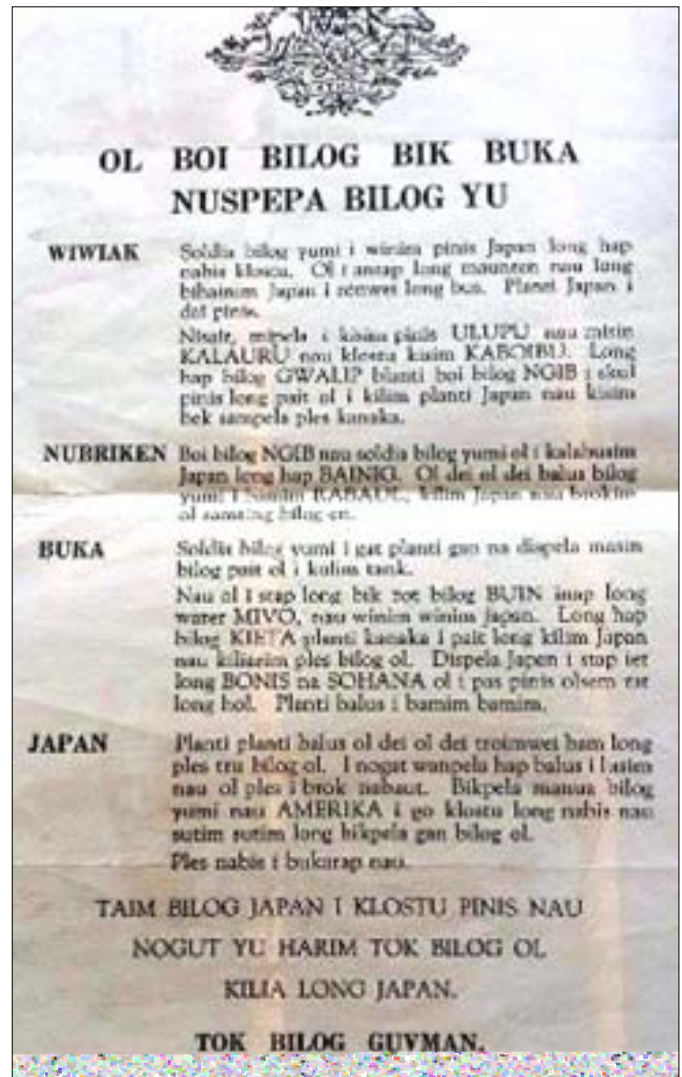 OL BOI BILOG BIK BUKA
NUSPEPA BILOG YU
WIWIAK Soldia bilog yumi i winim pinis Japan long hap
nabis klostu. Ol i antap long maunten nau long
bihainim Japan i ronwei long bus. Planti Japan i
dai pinis.
mipela i kisim pinis ULUPU nau misin
KALAURU nau klostu kisim KABOIBU. Long
hap bilog GWALIP planti boi bilog NGIB i skul
pinis long pait ol i kilim planti Japan nau kisim
bek sampela ples kanaka.
NUBRIKEN Boi bilog NGIB nau soldia bilog yumi ol i kalabusim
Japan long hap BAINIG. Ol dei ol dei balus bilog
yumi i bamim RABAUL, kilim Japan nau brokim
ol samting bilog en.
BUKA Soldia bilog yumi i gat planti gan na dispela masin
bilog pait ol i kolim tank.
Nau ol i stap long bik rot bilog BUIN inap long
water MIVO, nau winim winim Japan. Long hap
bilog KIETA planti kanaka i pait long kilim Japan
nau kiliarim ples bilog ol. Dispela Japan i stap yet
long BONIS na SOHANA ol i pas pinis olsem rat
long hol. Planti balus i bamim bamim.
JAPAN Planti planti balus ol dei ol dei troimwei bam long
ples tru bilog ol. I nogat wanpela hap balus i
nau ol ples i brok nabaut. Bikpela manua bilog
yumi nau AMERIKA i go klostu long nabis nau
sutim sutim long bikpela gan bilog ol.
Ples nabis i bukarap nau.
TAIM BILOG JAPAN I KLOSTU PINIS NAU
NOGUT YU HARIM TOK BILOG OL
KILIA LONG JAPAN.
TOK BILOG GUVMAN.